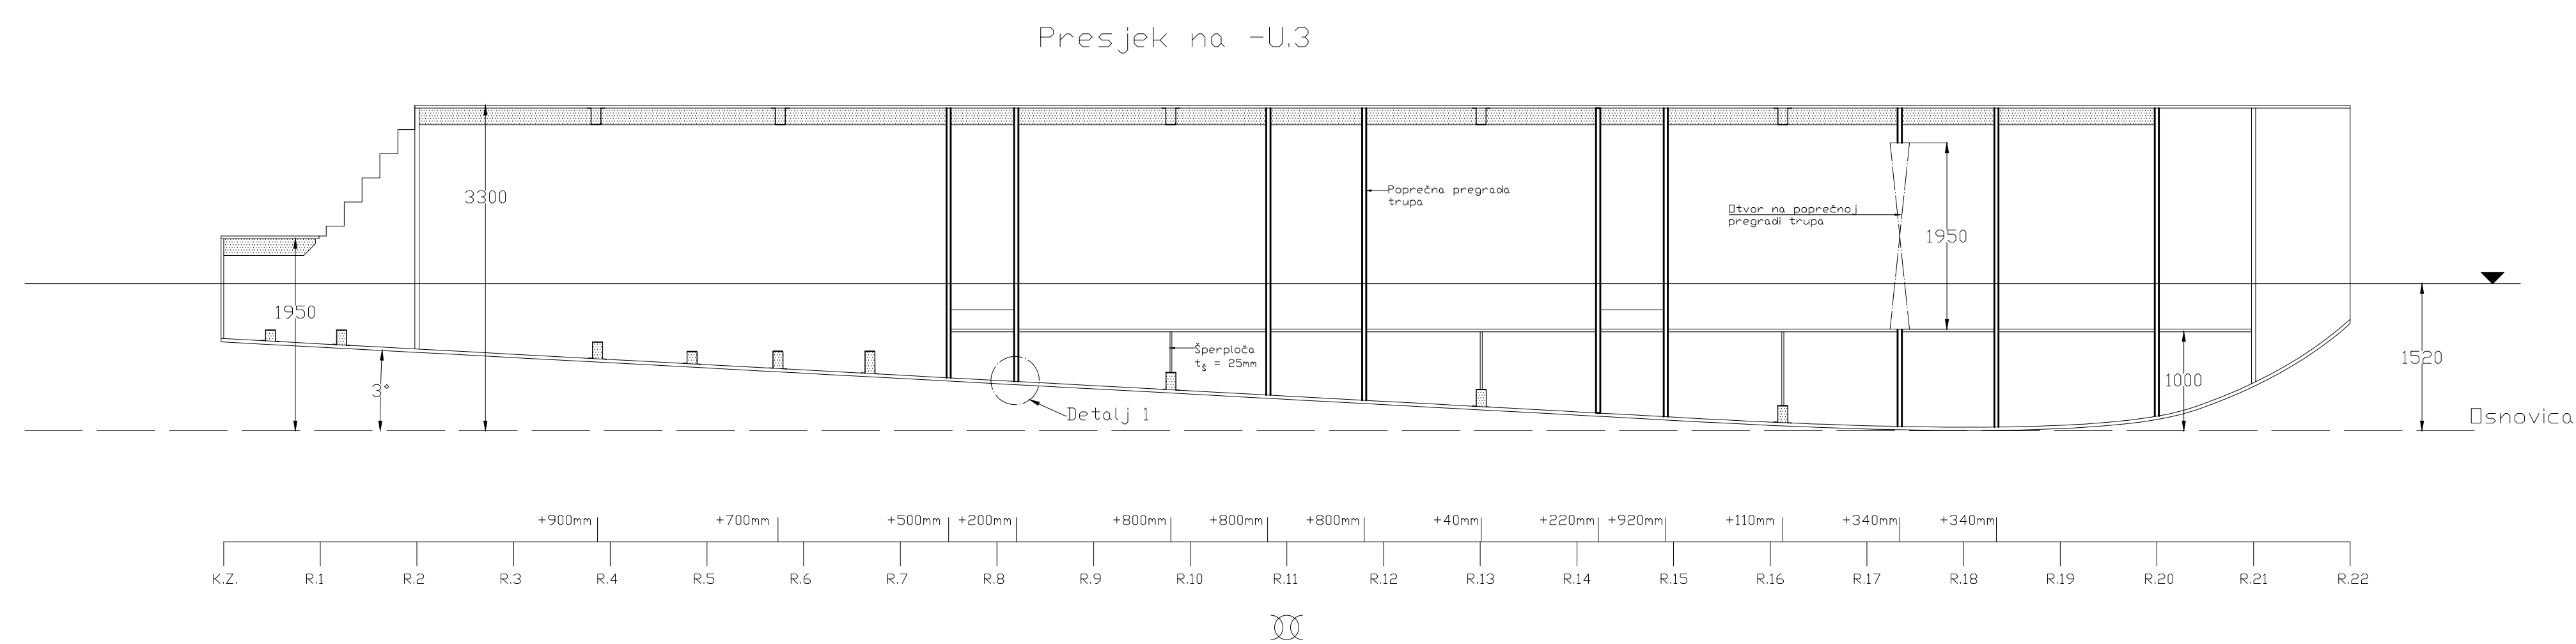 Presjek na -U.3
3300
Poprečna pregrada
trupa
Otvor na poprečnoj
pregradi trupa
1950
1950
Šperploča
tš = 25mm
1520
3°
1000
Detalj 1
Osnovica
+900mm +700mm +500mm +200mm +800mm +800mm +800mm +40mm +220mm +920mm +110mm +340mm +340mm
K.Z. R.1 R.2 R.3 R.4 R.5 R.6 R.7 R.8 R.9 R.10 R.11 R.12 R.13 R.14 R.15 R.16 R.17 R.18 R.19 R.20 R.21 R.22